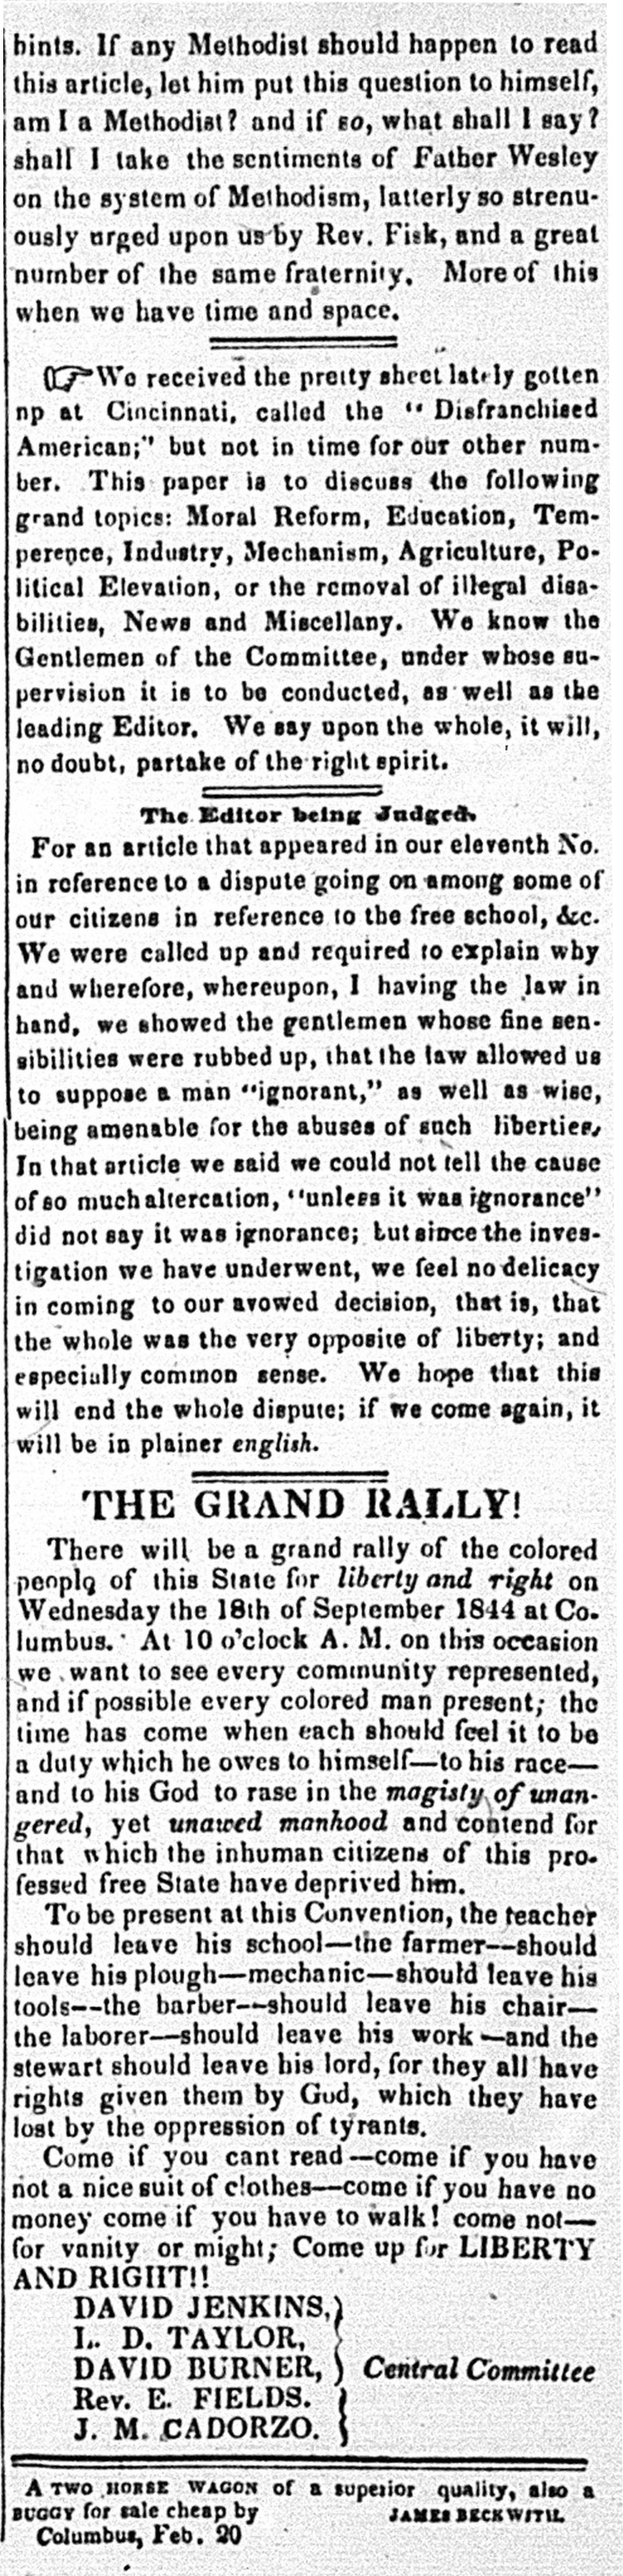 hints. If any Methodist should happen to read
this article, let him put this question to himself,
am I a Methodist? and if so, what shall I say?
shall I take the sentiments of Father Wesley
on the system of Methodism, latterly so strenu-
ously urged upon us by Rev. Fisk, and a great
number of the same fraternity. More of this
when we have time and space.
☞We received the pretty sheet lately gotten
np at Cincinnati, called the "Disfranchised
American;" but not in time for our other num-
ber. This paper is to discuss the following
grand topics: Moral Reform, Education, Tem-
perence, Industry, Mechanism, Agriculture, Po-
litical Elevation, or the removal of illegal disa-
bilities, News and Miscellany. We know the
Gentlemen of the Committee, under whose su-
pervision it is to be conducted, as well as the
leading Editor. We say upon the whole, it will,
no doubt, partake of the right spirit.
The Editor being Judged.
For an article that appeared in our eleventh No.
in reference to a dispute going on among some of
our citizens in reference to the free school, &c.
We were called up and required to explain why
and wherefore, whereupon, I having the law in
hand, we showed the gentlemen whose fine sen-
sibilities were rubbed up, that the law allowed us
to suppose a man "ignorant," as well as wise,
being amenable for the abuses of such liberties,
In that article we said we could not tell the cause
of so much altercation, "unless it was ignorance"
did not say it was ignorance; but since the inves-
tigation we have underwent, we feel no delicacy
in coming to our avowed decision, that is, that
the whole was the very opposite of liberty; and
especially common sense. We hope that this
will end the whole dispute; if we come again, it
will be in plainer english.
THE GRAND RALLY!
There will be a grand rally of the colored
people of this State for liberty and right on
Wednesday the 18th of September 1844 at Co-
lumbus. At 10 o'clock A. M. on this occasion
we want to see every community represented,
and if possible every colored man present; the
time has come when each should feel it to be
a duty which he owes to himself—to his race—
and to his God to rase in the magisty of unan-
gered, yet unawed manhood and contend for
that which the inhuman citizens of this pro-
fessed free State have deprived him.
To be present at this Convention, the teacher
should leave his school—the farmer—should
leave his plough—mechanic—should leave his
tools--the barber--should leave his chair—
the laborer—should leave his work—and the
stewart should leave his lord, for they all have
rights given them by God, which they have
lost by the oppression of tyrants.
Come if you cant read—come if you have
not a nice suit of clothes—come if you have no
money come if you have to walk! come not—
for vanity or might; Come up for LIBERTY
AND RIGHT!!
DAVID JENKINS,
L. D. TAYLOR,
DAVID BURNER, } Central Committee
Rev. E. FIELDS.
J. M. CADORZO.
A TWO HORSE WAGON of a superior quality, also a
BUGGY for sale cheap by JAMES BECKWITH.
Columbus, Feb. 20